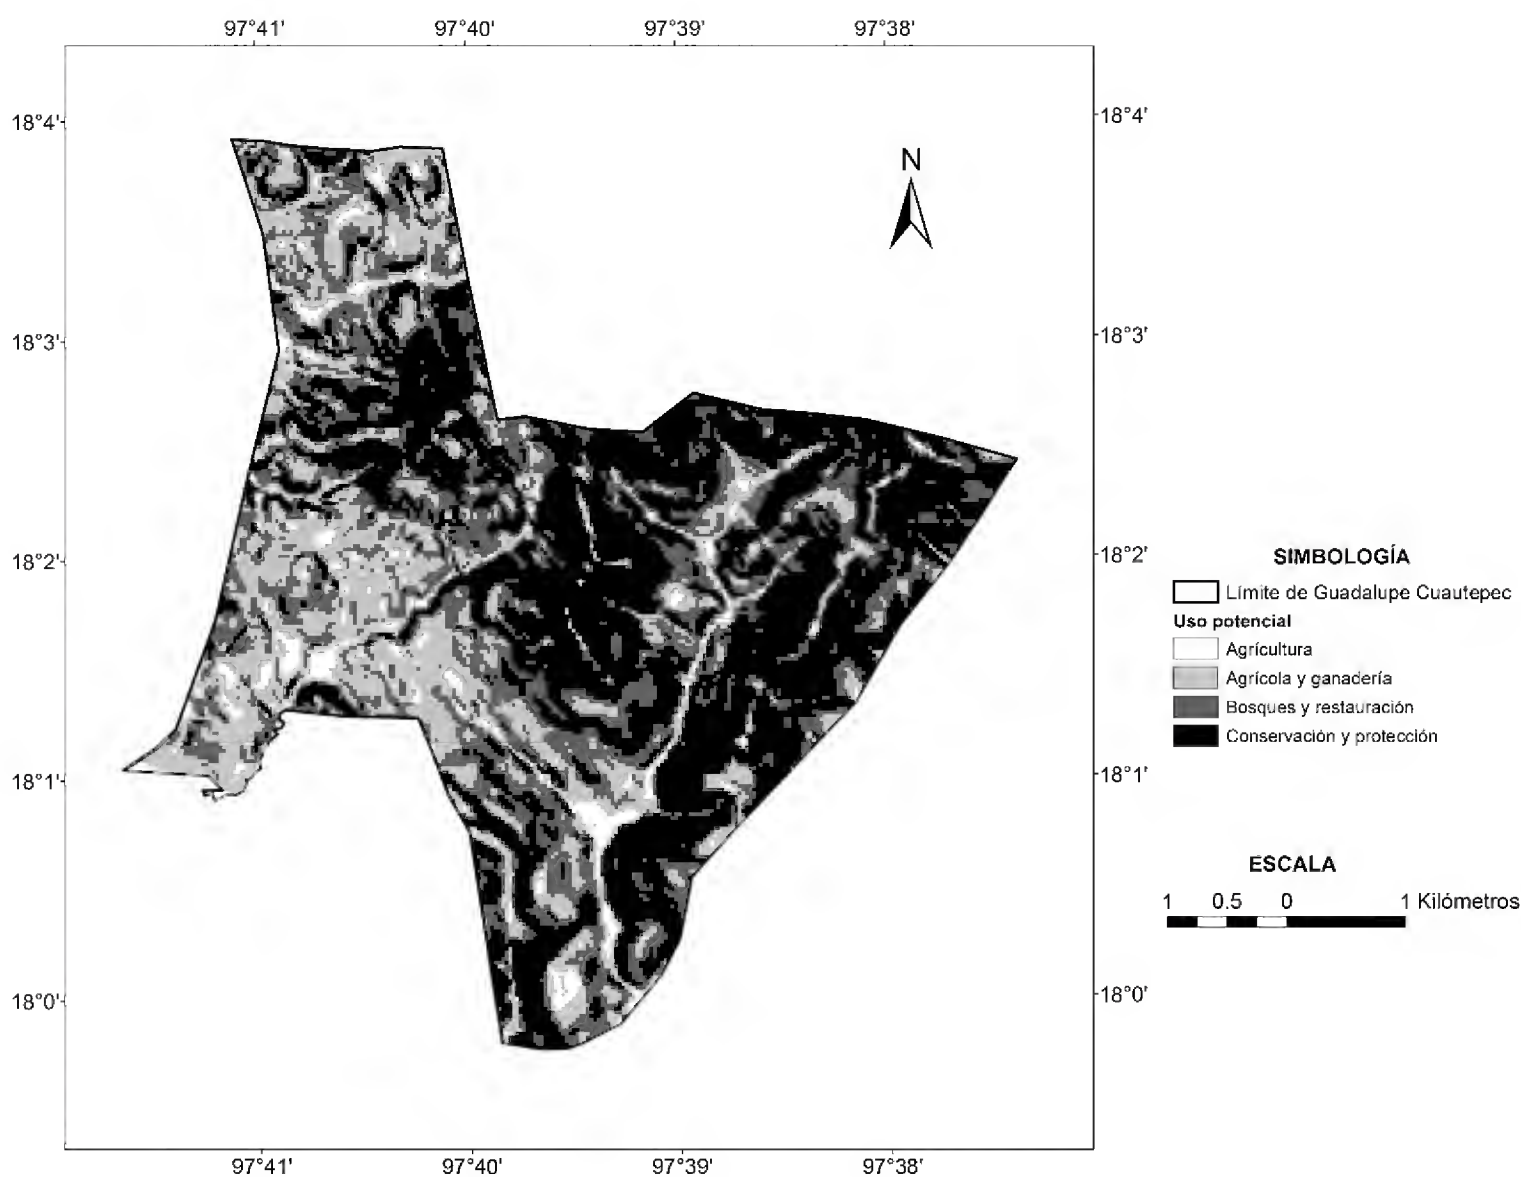 97°41' 97°40' 97°39' 97°38'
18°4' 18°4'
N
18°3' 18°3'
18°2' 18°2'
SIMBOLOGÍA
Límite de Guadalupe Cuautepec
Uso potencial
Agrícultura
Agrícola y ganadería
Bosques y restauración
Conservación y protección
18°1' 18°1'
ESCALA
1 0.5 0 1 Kilómetros
18°0' 18°0'
97°41' 97°40' 97°39' 97°38'